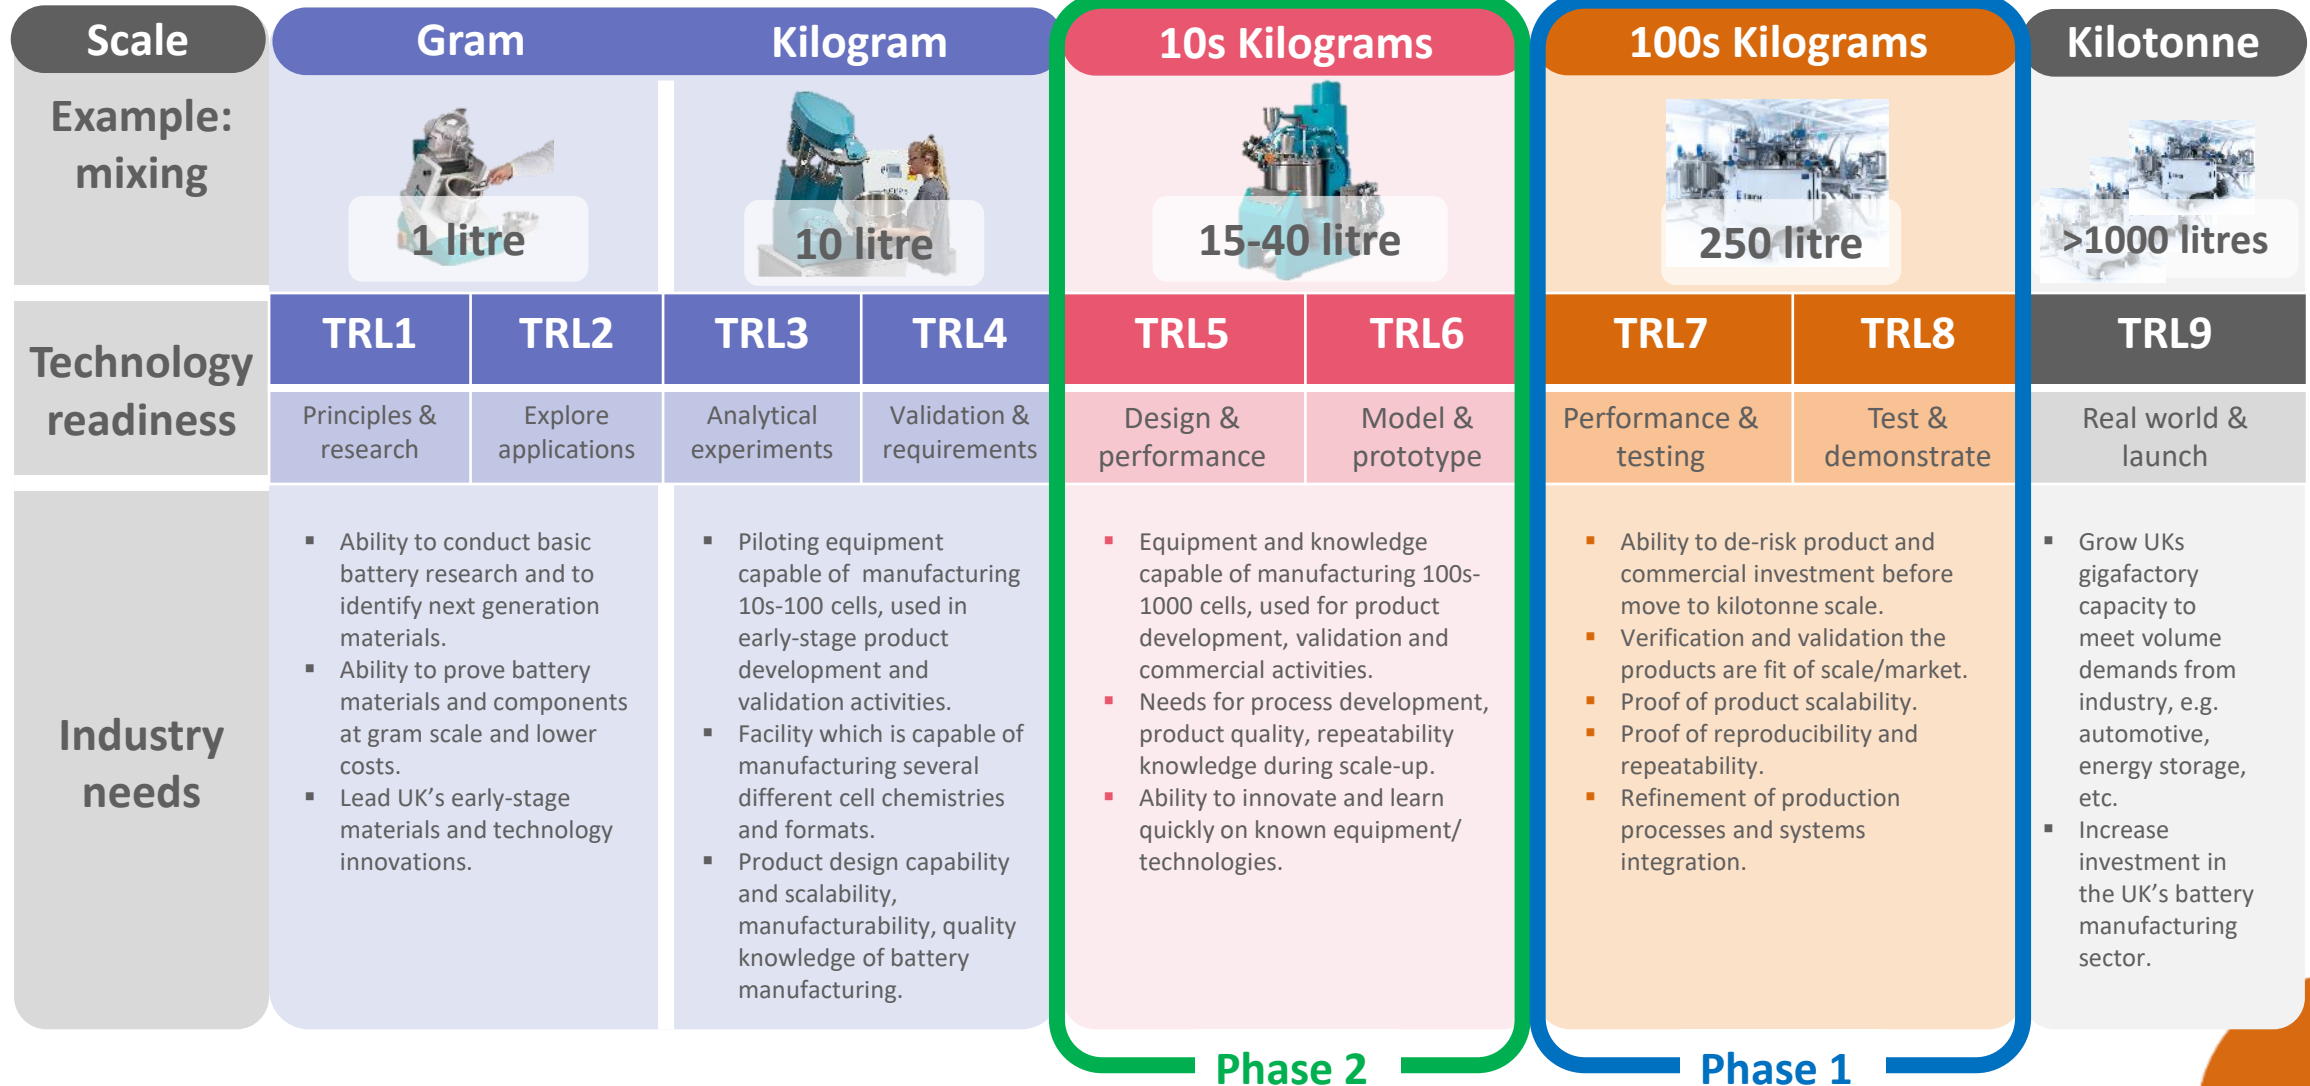 Scale
Gram
Kilogram
10s Kilograms
100s Kilograms
Kilotonne
Example:
mixing
1 litre
10 litre
15-40 litre
250 litre
>1000 litres
Technology
readiness
TRL1
TRL2
TRL3
TRL4
TRL5
TRL6
TRL7
TRL8
TRL9
Principles &
research
Explore
applications
Analytical
experiments
Validation &
requirements
Design &
performance
Model &
prototype
Performance &
testing
Test &
demonstrate
Real world &
launch
Industry
needs
▪ Ability to conduct basic
battery research and to
identify next generation
materials.
▪ Ability to prove battery
materials and components
at gram scale and lower
costs.
▪ Lead UK’s early-stage
materials and technology
innovations.
▪ Piloting equipment
capable of manufacturing
10s-100 cells, used in
early-stage product
development and
validation activities.
▪ Facility which is capable of
manufacturing several
different cell chemistries
and formats.
▪ Product design capability
and scalability,
manufacturability, quality
knowledge of battery
manufacturing.
▪ Equipment and knowledge
capable of manufacturing 100s-
1000 cells, used for product
development, validation and
commercial activities.
▪ Needs for process development,
product quality, repeatability
knowledge during scale-up.
▪ Ability to innovate and learn
quickly on known equipment/
technologies.
▪ Ability to de-risk product and
commercial investment before
move to kilotonne scale.
▪ Verification and validation the
products are fit of scale/market.
▪ Proof of product scalability.
▪ Proof of reproducibility and
repeatability.
▪ Refinement of production
processes and systems
integration.
▪ Grow UKs
gigafactory
capacity to
meet volume
demands from
industry, e.g.
automotive,
energy storage,
etc.
▪ Increase
investment in
the UK’s battery
manufacturing
sector.
Phase 2
Phase 1